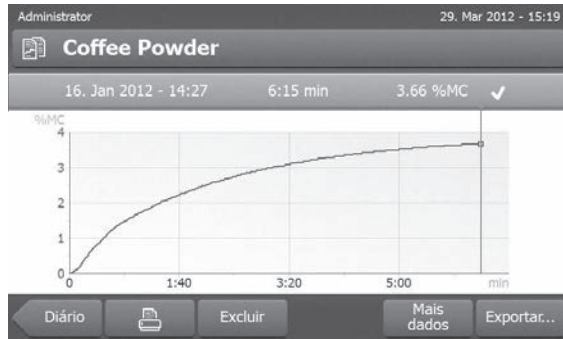 Administrator 29. Mar 2012 - 15:19
Coffee Powder
16. Jan 2012 - 14:27 6:15 min 3.66 %MC
%MC
4
3
2
1
0
0 1:40 3:20 5:00 min
Diário Excluir Mais dados Exportar...